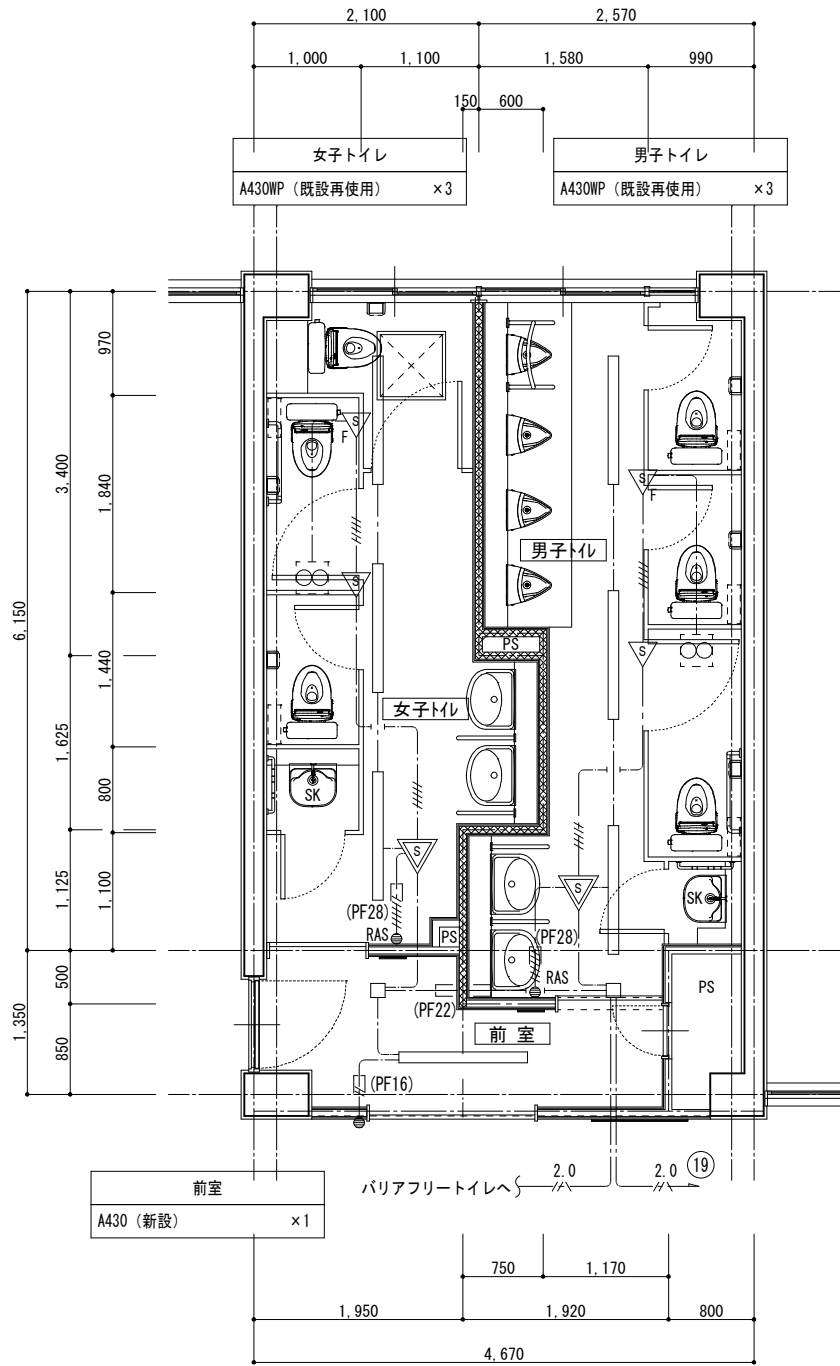 2,100
2,570
1,000
1,100
1,580
990
150
600
女子トイレ
A430WP（既設再使用） ×3
男子トイレ
A430WP（既設再使用） ×3
970
3,400
1,840
6,150
1,440
1,625
800
1,125
1,100
500
1,350
850
S
F
S
F
男子トイレ
S
PS
S
女子トイレ
SK
S
S
SK
(PF28)
RAS
PS
(PF28)
RAS
PS
(PF22)
前室
(PF16)
前室
A430（新設） ×1
バリアフリートイレへ
2.0
2.0
19
750
1,170
1,950
1,920
800
4,670